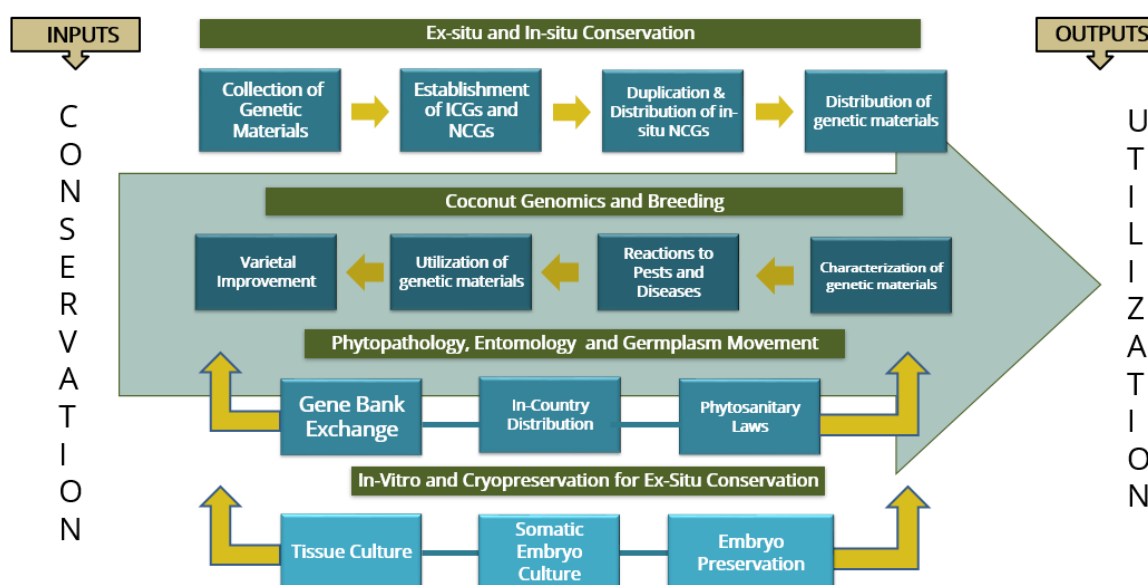 INPUTS
OUTPUTS
Ex-situ and In-situ Conservation
Collection of
Genetic
Materials
Establishment
of ICGs and
NCGs
Duplication &
Distribution of in-
situ NCGs
Distribution of
genetic materials
CONSERVATION
UTILIZATION
Coconut Genomics and Breeding
Varietal
Improvement
Utilization of
genetic materials
Reactions to
Pests and
Diseases
Characterization of
genetic materials
Phytopathology, Entomology and Germplasm Movement
Gene Bank
Exchange
In-Country
Distribution
Phytosanitary
Laws
In-Vitro and Cryopreservation for Ex-Situ Conservation
Tissue Culture
Somatic
Embryo
Culture
Embryo
Preservation